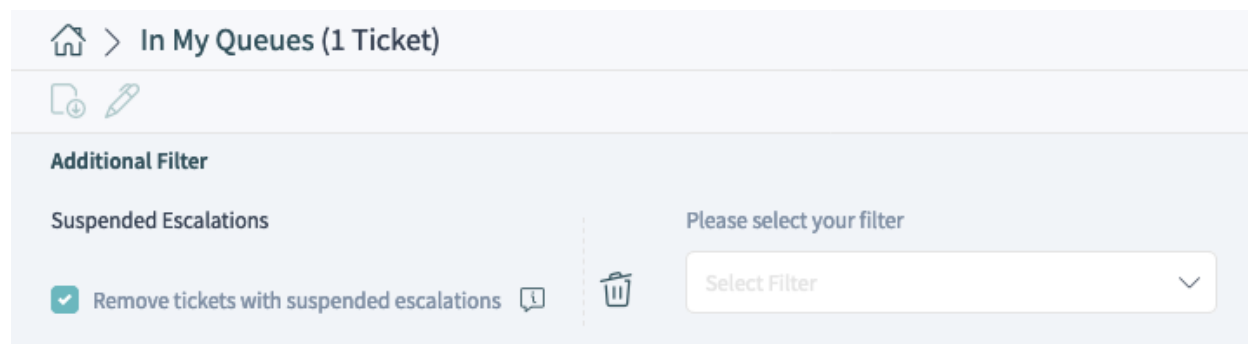 In My Queues (1 Ticket)
Additional Filter
Suspended Escalations
Please select your filter
Remove tickets with suspended escalations
Select Filter